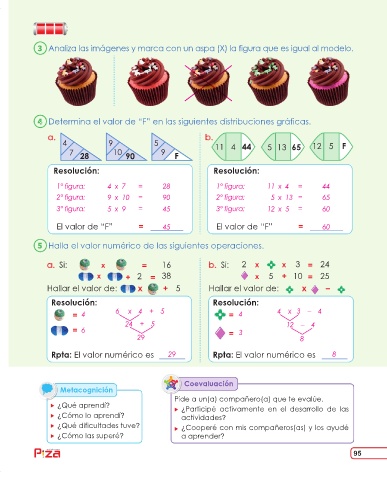 3 Analiza las imágenes y marca con un aspa (X) la figura que es igual al modelo.
4 Determina el valor de "F" en las siguientes distribuciones gráficas.
a. 4 7 28 9 10 90 5 9 F
b. 11 4 44 5 13 65 12 5 F
Resolución:
1ª figura: 4 x 7 = 28
2ª figura: 9 x 10 = 90
3ª figura: 5 x 9 = 45
El valor de "F" = 45
Resolución:
1ª figura: 11 x 4 = 44
2ª figura: 5 x 13 = 65
3ª figura: 12 x 5 = 60
El valor de "F" = 60
5 Halla el valor numérico de las siguientes operaciones.
a. Si: x = 16
x + 2 = 38
Hallar el valor de: x + 5
Resolución:
= 4
= 6
6 x 4 + 5
24 + 5
29
Rpta: El valor numérico es 29
b. Si: 2 x x 3 = 24
x 5 + 10 = 25
Hallar el valor de: x -
Resolución:
= 4
= 3
4 x 3 - 4
12 - 4
8
Rpta: El valor numérico es 8
Metacognición
¿Qué aprendí?
¿Cómo lo aprendí?
¿Qué dificultades tuve?
¿Cómo las superé?
Coevaluación
Pide a un(a) compañero(a) que te evalúe.
¿Participé activamente en el desarrollo de las
actividades?
¿Cooperé con mis compañeros(as) y los ayudé
a aprender?
P:za
95